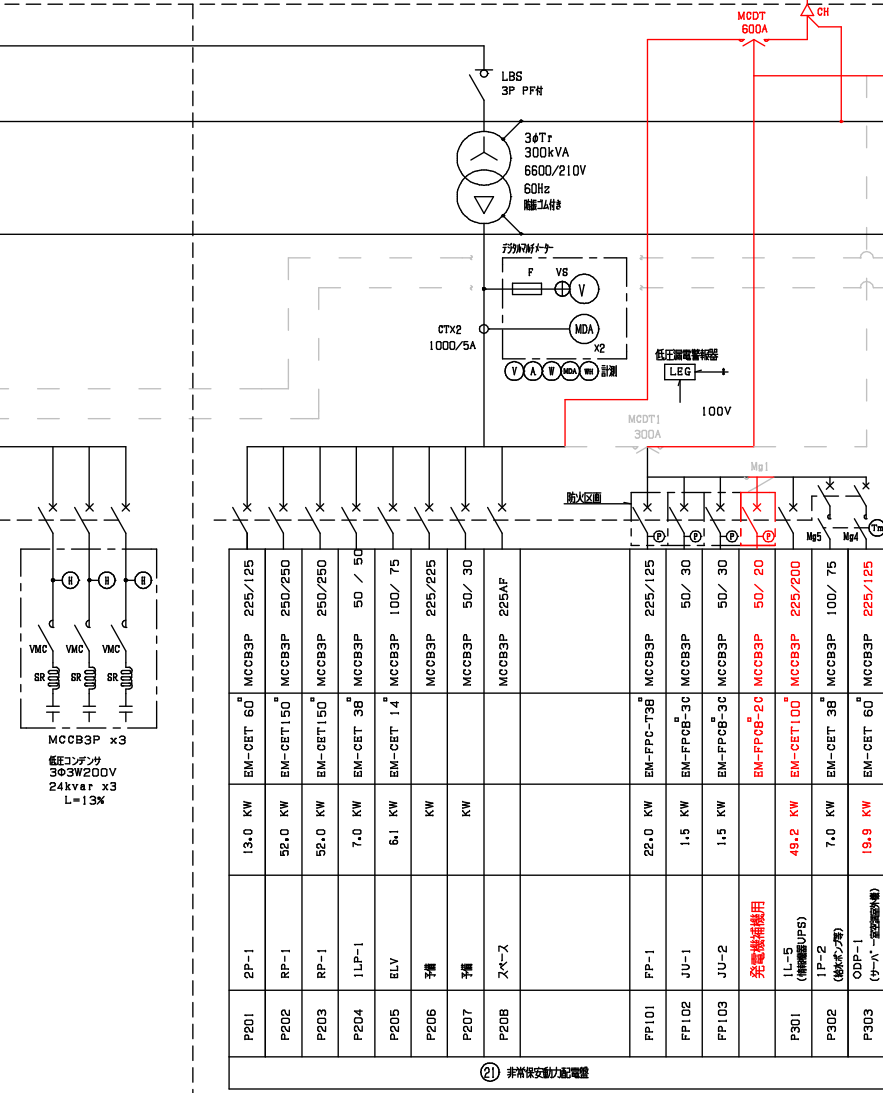 MCDT
600A
CH
LBS
3P PF付
3φTr
300kVA
6600/210V
60Hz
防振ゴム付き
デジタルマルチメーター
F
VS
V
CTX2
1000/5A
MDA
X2
V A W MDA WH 計測
低圧漏電警報器
LEG
100V
MCDT1
300A
Mg1
防火区画
P
P
P
P
Mg5
Mg4
Tm
H
H
H
VMC
VMC
VMC
SR
SR
SR
MCCB3P x3
低圧コンデンサ
3Φ3W200V
24kvar x3
L=13%
MCCB3P 225/125
MCCB3P 250/250
MCCB3P 250/250
MCCB3P 50 / 50
MCCB3P 100/ 75
MCCB3P 225/225
MCCB3P 50/ 30
MCCB3P 225AF
MCCB3P 225/125
MCCB3P 50/ 30
MCCB3P 50/ 30
MCCB3P 50/ 20
MCCB3P 225/200
MCCB3P 100/ 75
MCCB3P 225/125
EM-CET 60°
EM-CET150°
EM-CET150°
EM-CET 38°
EM-CET 14°
EM-FPC-T38°
EM-FPCB-3C
EM-FPCB-3C
EM-FPCB-2C
EM-CET100°
EM-CET 38°
EM-CET 60°
13.0 KW
52.0 KW
52.0 KW
7.0 KW
6.1 KW
KW
KW
22.0 KW
1.5 KW
1.5 KW
49.2 KW
7.0 KW
19.9 KW
2P-1
RP-1
RP-1
1LP-1
ELV
予備
予備
スペース
FP-1
JU-1
JU-2
発電機補機用
1L-5
(情報機器UPS)
1P-2
(給水ポンプ等)
ODP-1
P201
P202
P203
P204
P205
P206
P207
P208
FP101
FP102
FP103
P301
P302
P303
21 非常保安動力配電盤